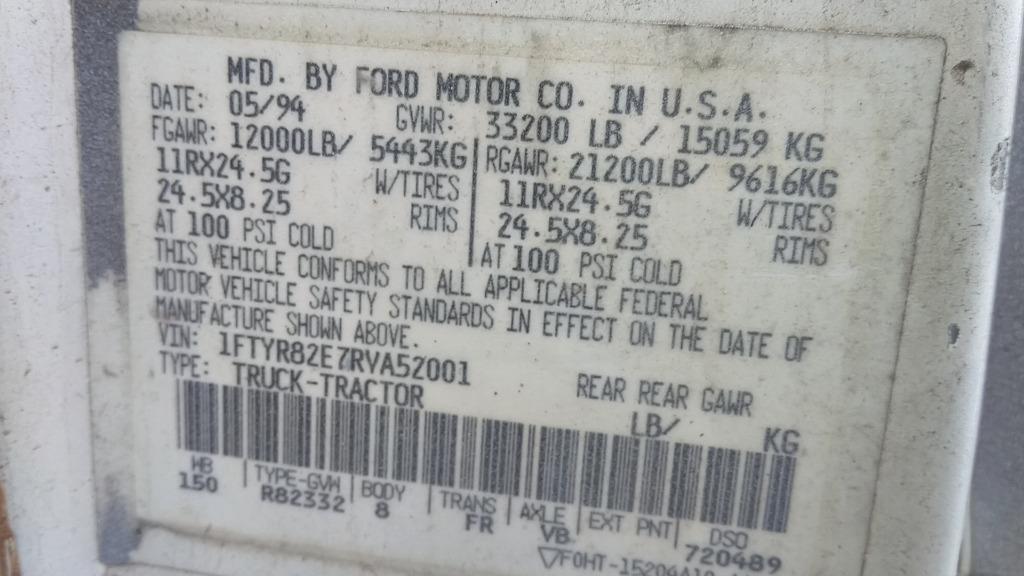 MFD. BY FORD MOTOR CO. IN U.S.A.
DATE: 05/94 GVWR: 33200 LB / 15059 KG
FGAWR: 12000LB/ 5443KG RGAWR: 21200LB/ 9616KG
11RX24.5G W/TIRES 11RX24.5G W/TIRES
24.5X8.25 RIMS 24.5X8.25 RIMS
AT 100 PSI COLD AT 100 PSI COLD
THIS VEHICLE CONFORMS TO ALL APPLICABLE FEDERAL
MOTOR VEHICLE SAFETY STANDARDS IN EFFECT ON THE DATE OF
MANUFACTURE SHOWN ABOVE.
VIN: 1FTYR82E7RVA52001 REAR REAR GAWR
TYPE: TRUCK-TRACTOR LB/ KG
WB TYPE-GVW BODY TRANS AXLE EXT PNT DSO
150 R82332 8 FR VB 720489